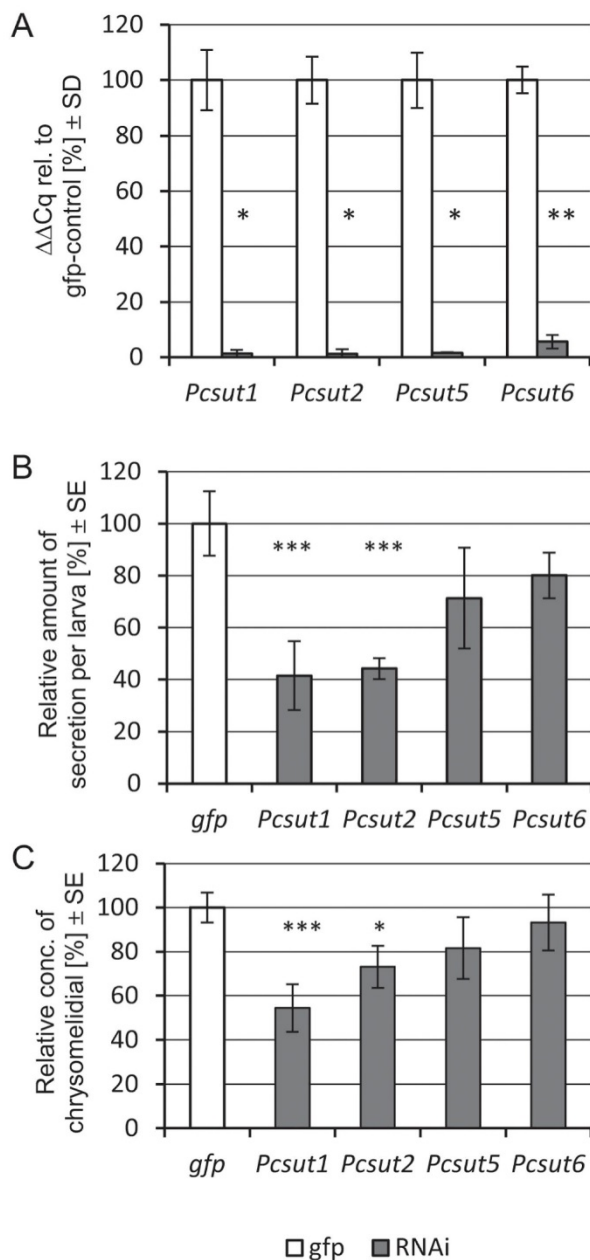 A
ΔΔCq rel. to
gfp-control [%] ± SD
120
100
80
60
40
20
0
* * * **
Pcsut1 Pcsut2 Pcsut5 Pcsut6
B
Relative amount of
secretion per larva [%] ± SE
120
100
80
60
40
20
0
*** ***
gfp Pcsut1 Pcsut2 Pcsut5 Pcsut6
C
Relative conc. of
chrysomelidial [%] ± SE
120
100
80
60
40
20
0
*** *
gfp Pcsut1 Pcsut2 Pcsut5 Pcsut6
gfp RNAi